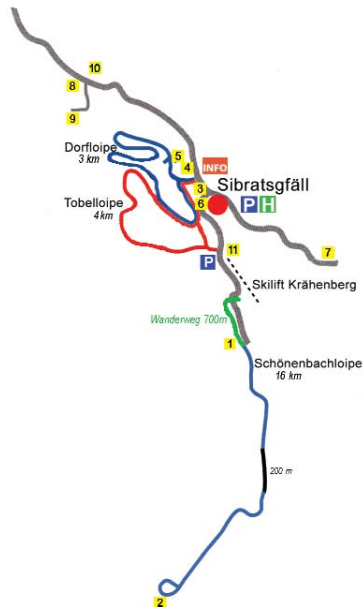 10
8
9
Dorfloipe
3 km
5
4
INFO
3
Sibratsgfäll
6
P H
Tobelloipe
4 km
7
11
P
Skilift Krähenberg
Wanderweg 700m
1
Schönenbachloipe
16 km
200 m
2